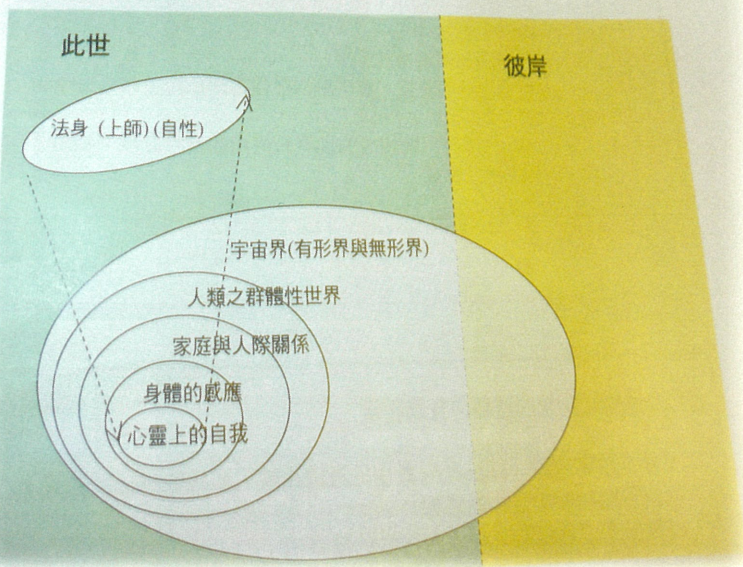 此世
彼岸
法身 (上師) (自性)
宇宙界(有形界與無形界)
人類之群體性世界
家庭與人際關係
身體的感應
心靈上的自我